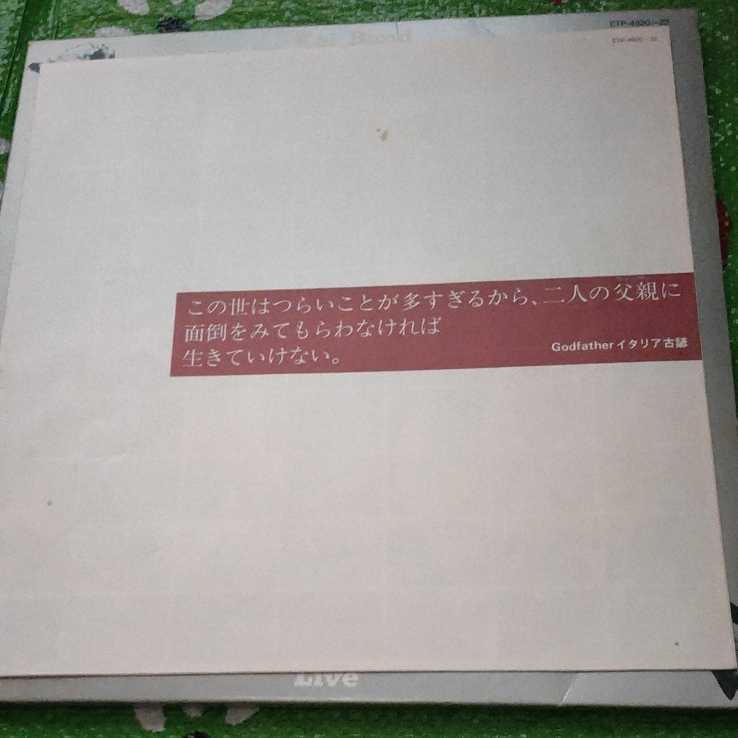 この世はつらいことが多すぎるから、二人の父親に
面倒をみてもらわなければ
生きていけない。
Godfatherイタリア古諺
Live